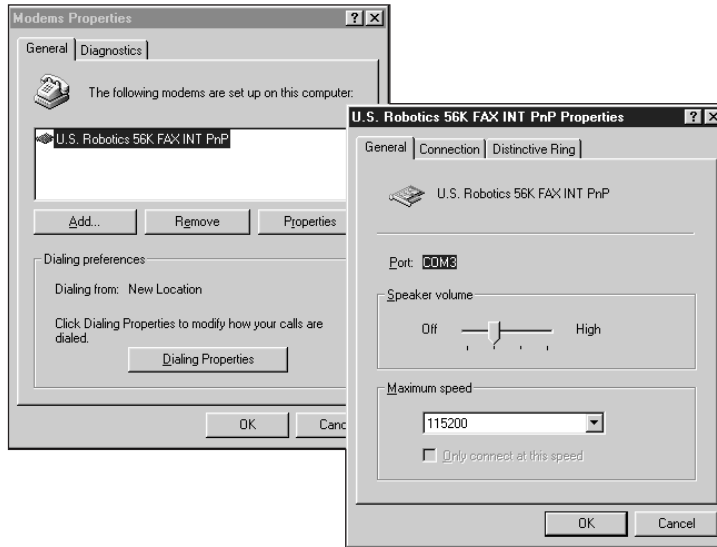 Modems Properties
General
Diagnostics
The following modems are set up on this computer:
U.S. Robotics 56K FAX INT PnP
Add...
Remove
Properties
Dialing preferences
Dialing from: New Location
Click Dialing Properties to modify how your calls are
dialed.
Dialing Properties
OK
Canc
U.S. Robotics 56K FAX INT PnP Properties
General
Connection
Distinctive Ring
U.S. Robotics 56K FAX INT PnP
Port: COM3
Speaker volume
Off
High
Maximum speed
115200
Only connect at this speed
OK
Cancel